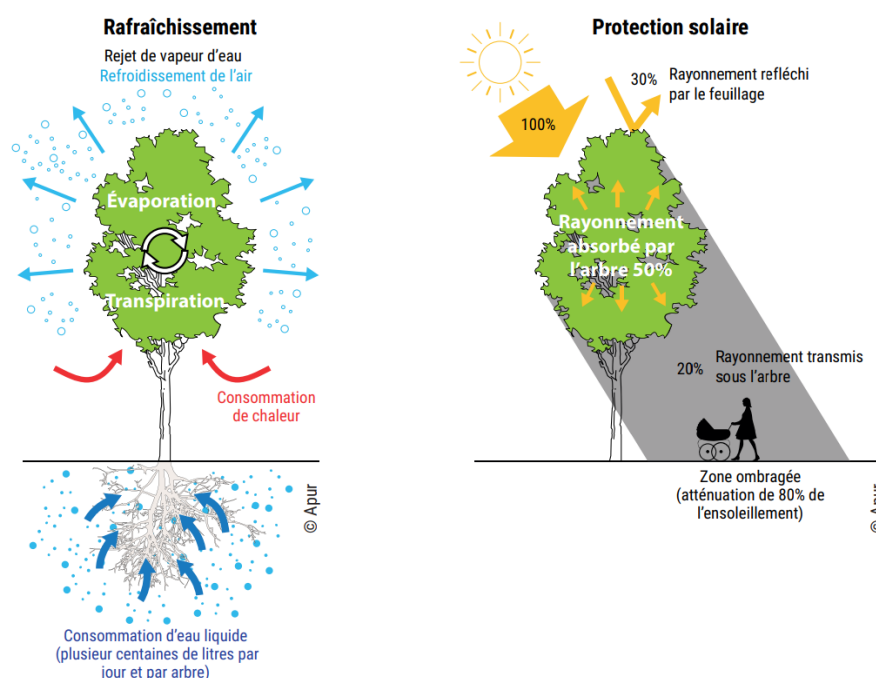 Rafraîchissement
Rejet de vapeur d'eau
Refroidissement de l'air
Évaporation
Transpiration
Consommation
de chaleur
© Apur
Consommation d'eau liquide
(plusieur centaines de litres par
jour et par arbre)
Protection solaire
100%
30%
Rayonnement refléchi
par le feuillage
Rayonnement
absorbé par
l'arbre 50%
20%
Rayonnement transmis
sous l'arbre
Zone ombragée
(atténuation de 80% de
l'ensoleillement)
© Apur